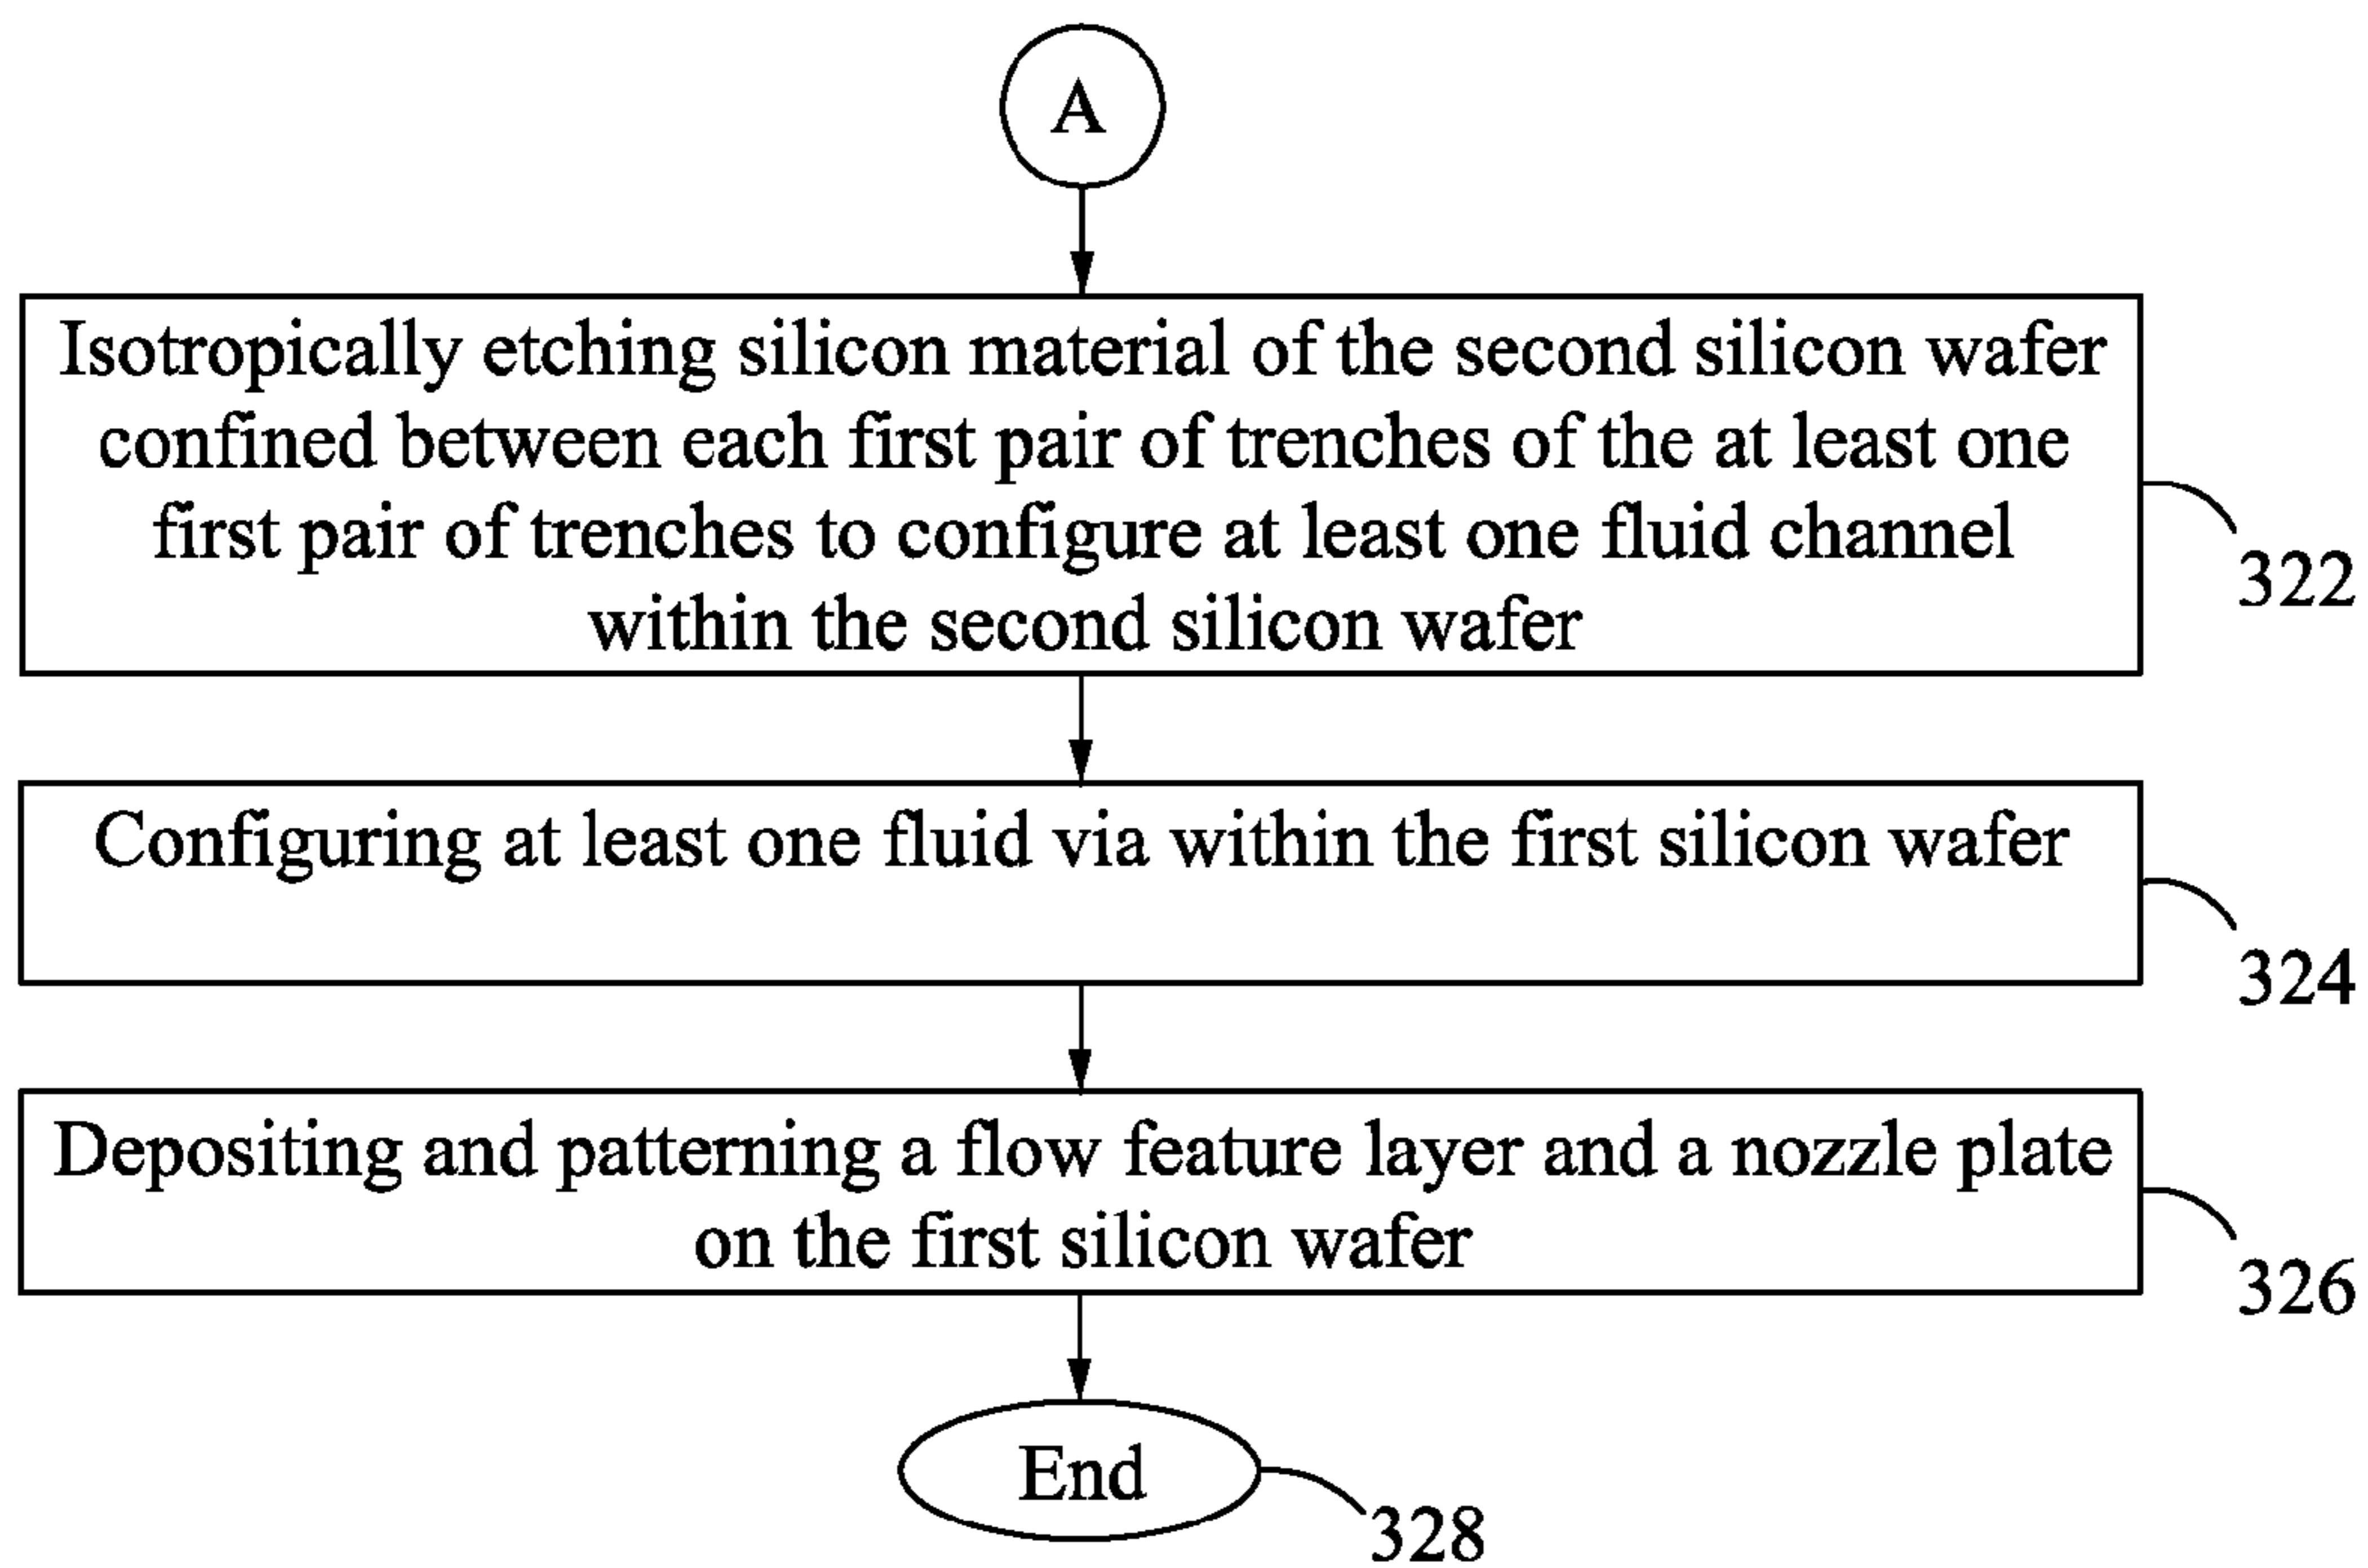 A
Isotropically etching silicon material of the second silicon wafer
confined between each first pair of trenches of the at least one
first pair of trenches to configure at least one fluid channel
within the second silicon wafer
322
Configuring at least one fluid via within the first silicon wafer
324
Depositing and patterning a flow feature layer and a nozzle plate
on the first silicon wafer
326
End
328